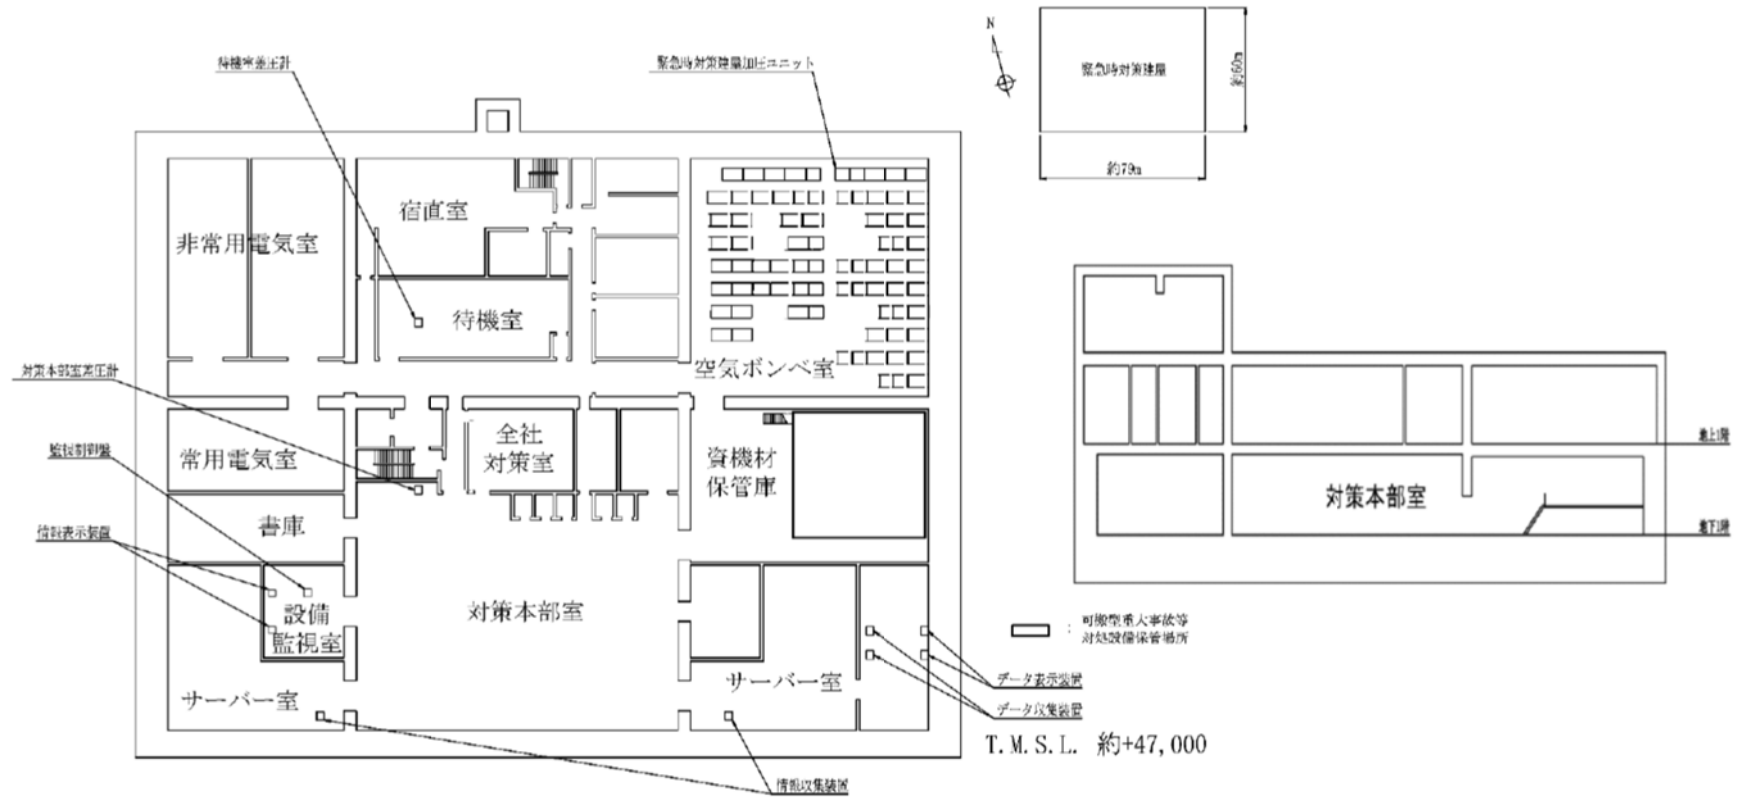 待機室差圧計
緊急時対策建屋加圧ユニット
N
緊急時対策建屋
約60m
約79m
宿直室
非常用電気室
待機室
空気ボンベ室
対策本部室差圧計
監視制御盤
情報表示装置
常用電気室
全社
対策室
資機材
保管庫
書庫
設備
監視室
対策本部室
サーバー室
サーバー室
データ表示装置
データ収集装置
情報収集装置
T.M.S.L. 約+47,000
地上1階
対策本部室
地下1階
:
可搬型重大事故等
対処設備保管場所